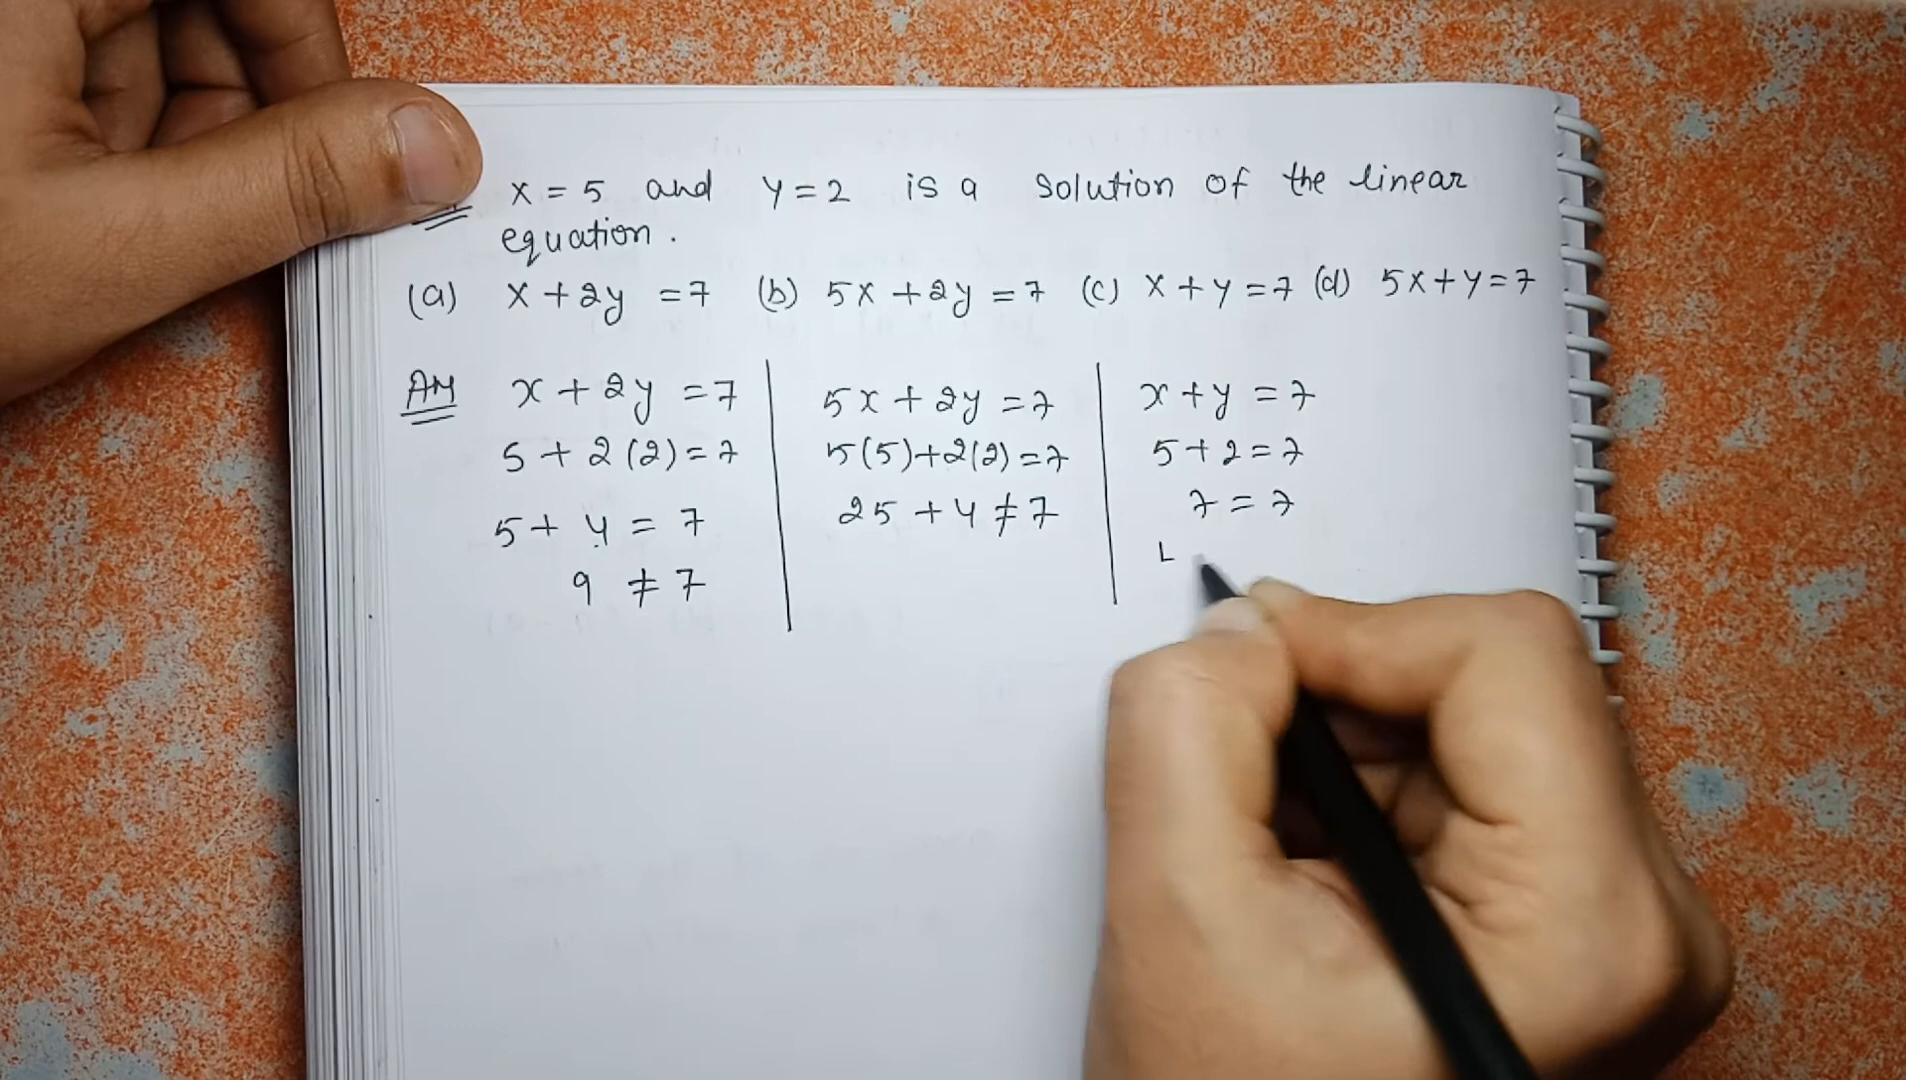 x = 5 and y = 2 is a solution of the linear
equation.
(a) x + 2y = 7 (b) 5x + 2y = 7 (c) x + y = 7 (d) 5x + y = 7
Ans x + 2y = 7
5 + 2(2) = 7
5 + 4 = 7
9 ≠ 7
5x + 2y = 7
5(5) + 2(2) = 7
25 + 4 ≠ 7
x + y = 7
5 + 2 = 7
7 = 7
L